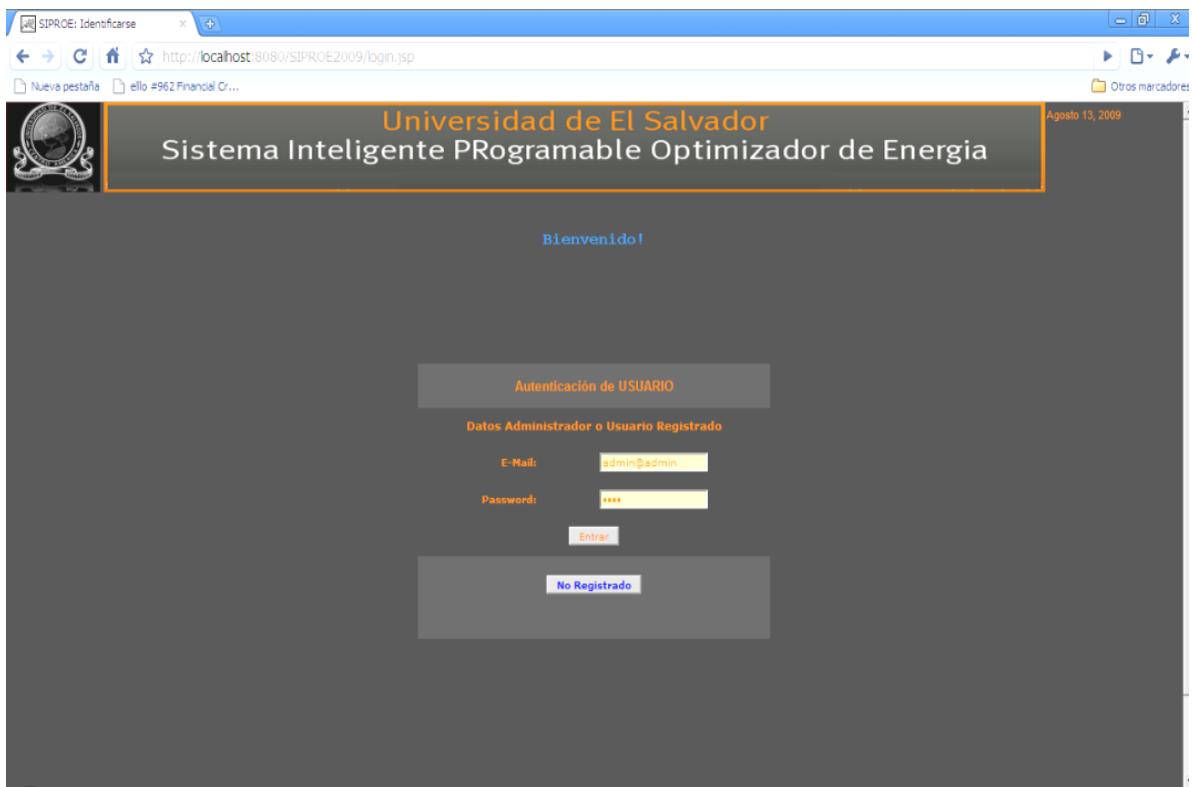 SIPROE: Identificarse
http://localhost:8080/SIPROE2009/login.jsp
Nueva pestaña
ello #962 Financial Cr...
Otros marcadores
Universidad de El Salvador
Sistema Inteligente PRogramable Optimizador de Energia
Agosto 13, 2009
Bienvenido!
Autenticación de USUARIO
Datos Administrador o Usuario Registrado
E-Mail: admin@admin
Password: ••••
Entrar
No Registrado